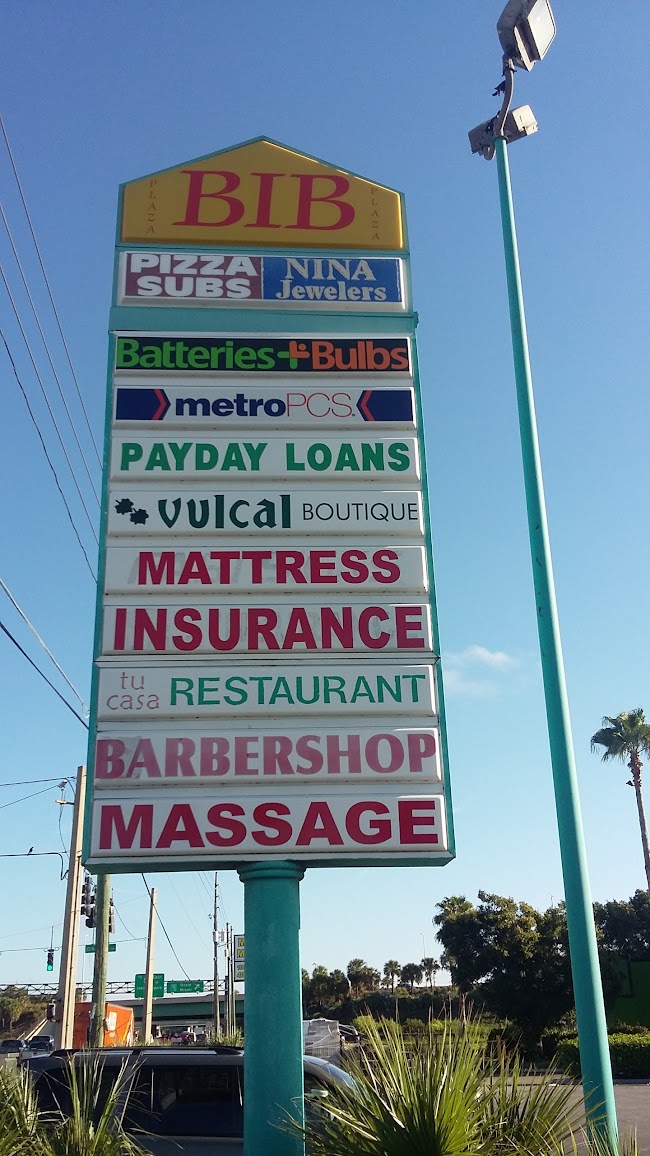 PLAZA BIB PLAZA
PIZZA SUBS
NINA Jewelers
Batteries+Bulbs
metroPCS.
PAYDAY LOANS
vulcal BOUTIQUE
MATTRESS
INSURANCE
tu casa RESTAURANT
BARBERSHOP
MASSAGE